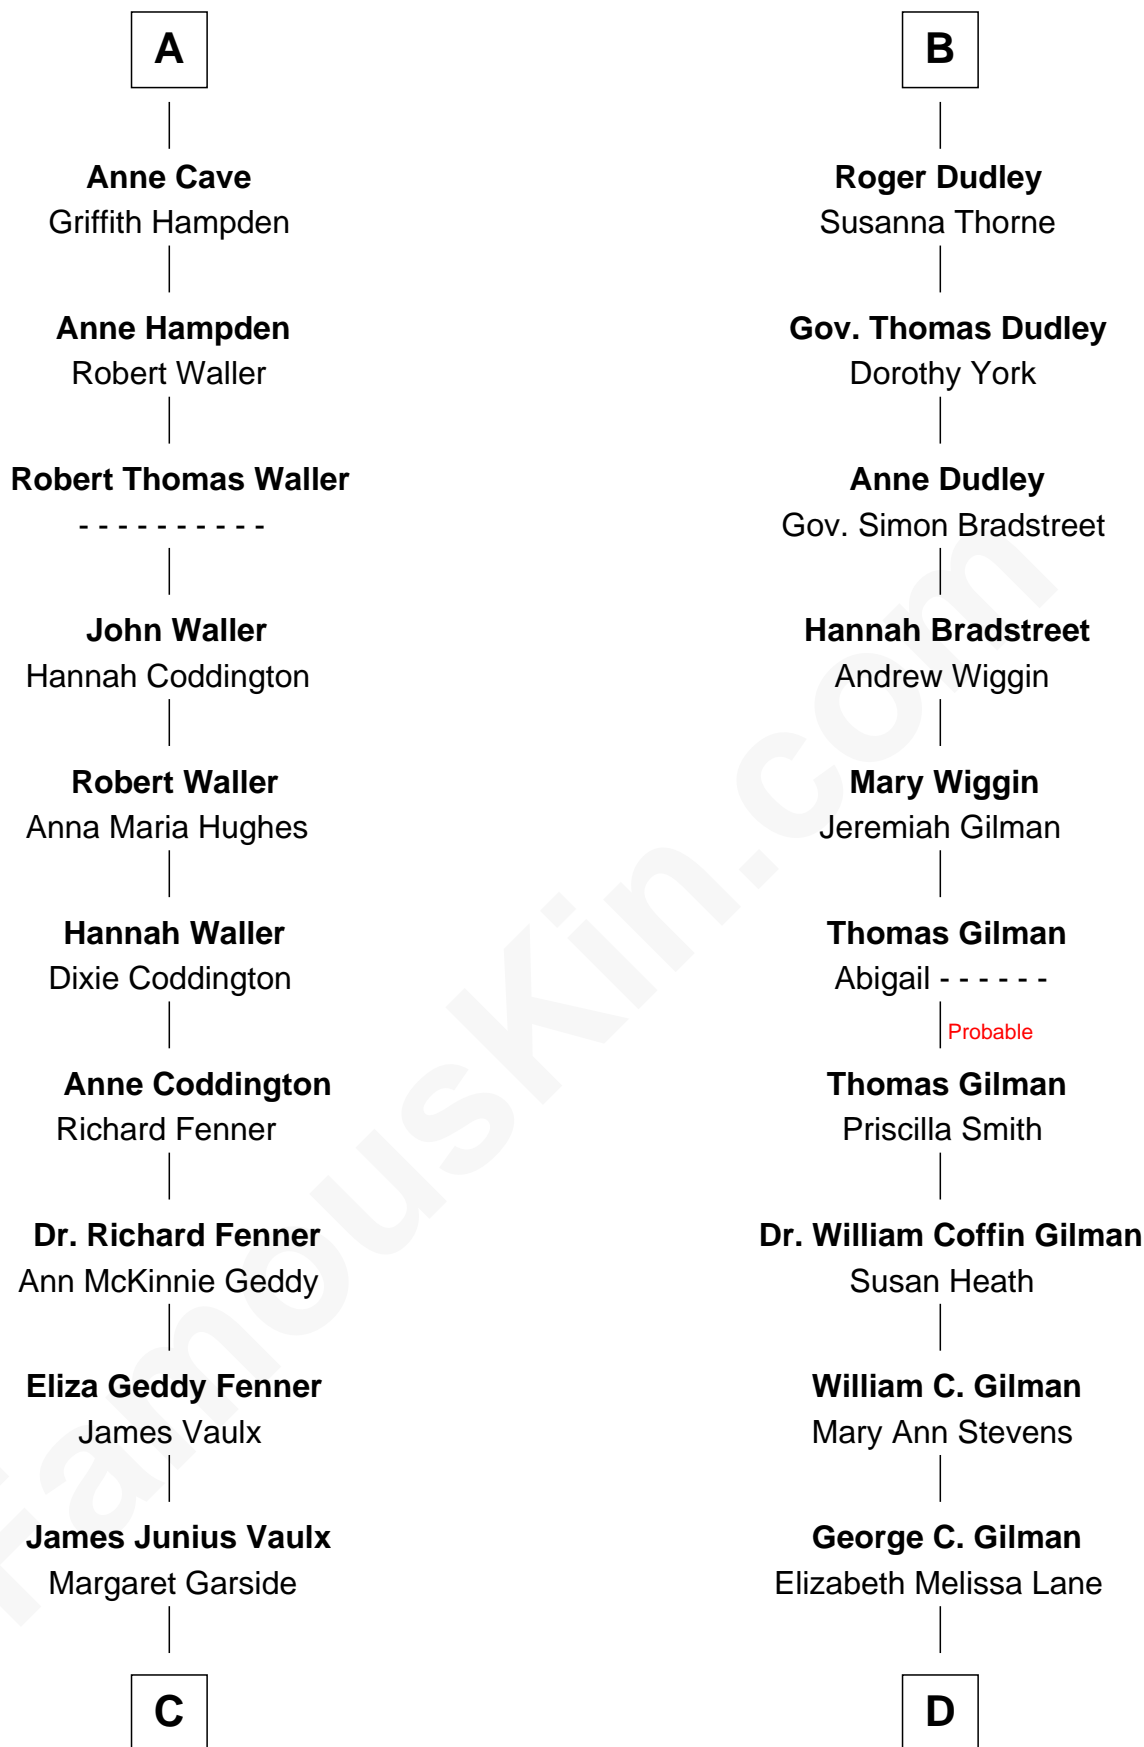 A
Anne Cave
Griffith Hampden
Anne Hampden
Robert Waller
Robert Thomas Waller
- - - - - - - - - -
John Waller
Hannah Coddington
Robert Waller
Anna Maria Hughes
Hannah Waller
Dixie Coddington
Anne Coddington
Richard Fenner
Dr. Richard Fenner
Ann McKinnie Geddy
Eliza Geddy Fenner
James Vaulx
James Junius Vaulx
Margaret Garside
C
B
Roger Dudley
Susanna Thorne
Gov. Thomas Dudley
Dorothy York
Anne Dudley
Gov. Simon Bradstreet
Hannah Bradstreet
Andrew Wiggin
Mary Wiggin
Jeremiah Gilman
Thomas Gilman
Abigail - - - - - -
Probable
Thomas Gilman
Priscilla Smith
Dr. William Coffin Gilman
Susan Heath
William C. Gilman
Mary Ann Stevens
George C. Gilman
Elizabeth Melissa Lane
D
FamousKin.com